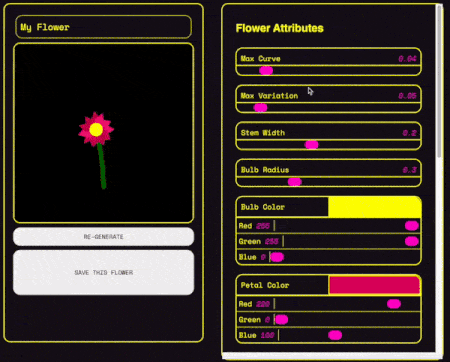 My Flower
RE-GENERATE
SAVE THIS FLOWER
Flower Attributes
Max Curve 0.04
Max Variation 0.05
Stem Width 0.2
Bulb Radius 0.3
Bulb Color
Red 255
Green 255
Blue 0
Petal Color
Red 220
Green 0
Blue 100